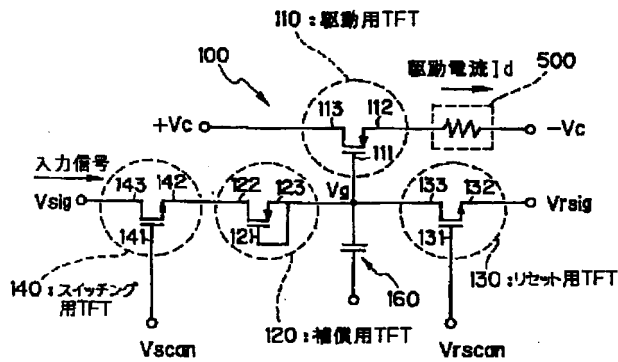 110:駆動用TFT
100
駆動電流Id
500
113
112
+Vc
-Vc
111
入力信号
Vsig
143
142
122
123
Vg
133
132
Vrsig
141
121
131
160
140:スイッチング
用TFT
120:補償用TFT
130:リセット用TFT
Vscan
Vrscan